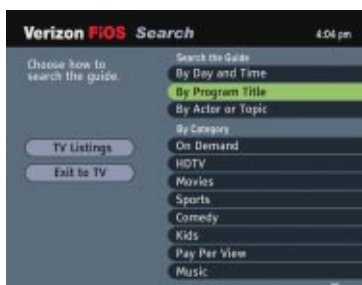 Verizon FiOS Search 4:04 pm
Choose how to
search the guide.
TV Listings
Exit to TV
Search the Guide
By Day and Time
By Program Title
By Actor or Topic
By Category
On Demand
HDTV
Movies
Sports
Comedy
Kids
Pay Per View
Music